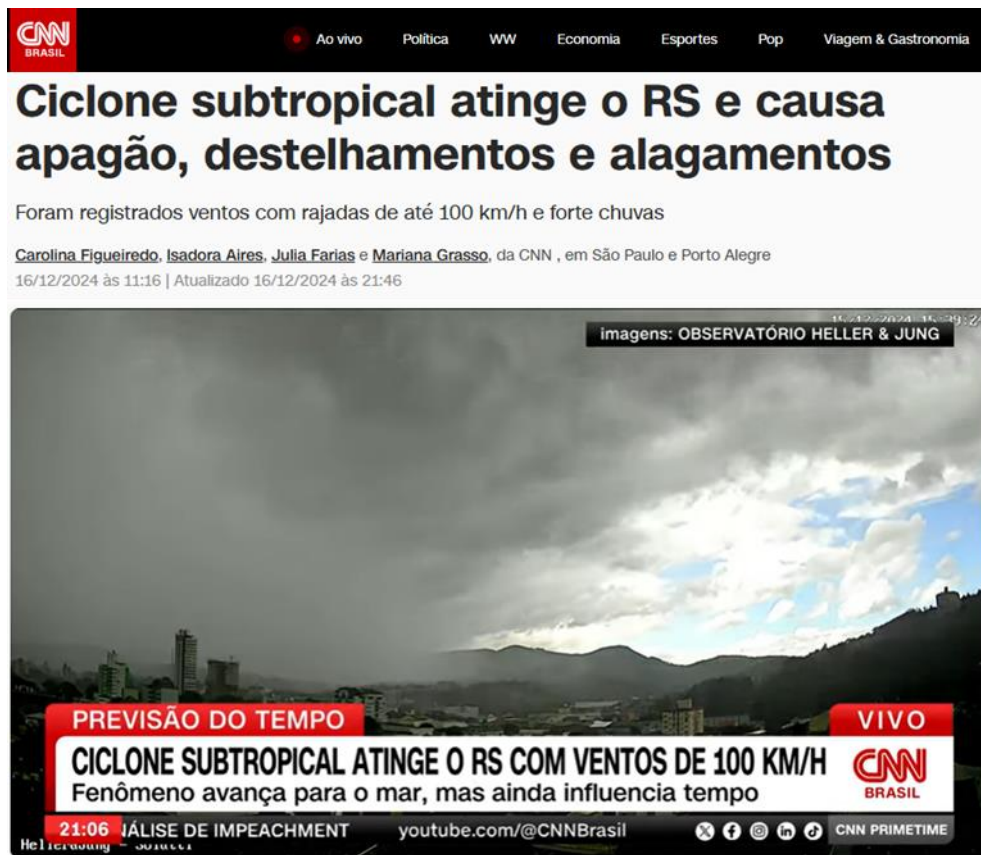 CNN
BRASIL
Ao vivo Política WW Economia Esportes Pop Viagem & Gastronomia
Ciclone subtropical atinge o RS e causa
apagão, destelhamentos e alagamentos
Foram registrados ventos com rajadas de até 100 km/h e forte chuvas
Carolina Figueiredo, Isadora Aires, Julia Farias e Mariana Grasso, da CNN , em São Paulo e Porto Alegre
16/12/2024 às 11:16 | Atualizado 16/12/2024 às 21:46
imagens: OBSERVATÓRIO HELLER & JUNG
PREVISÃO DO TEMPO
VIVO
CICLONE SUBTROPICAL ATINGE O RS COM VENTOS DE 100 KM/H
Fenômeno avança para o mar, mas ainda influencia tempo
CNN
BRASIL
21:06 ÁLISE DE IMPEACHMENT youtube.com/@CNNBrasil CNN PRIMETIME